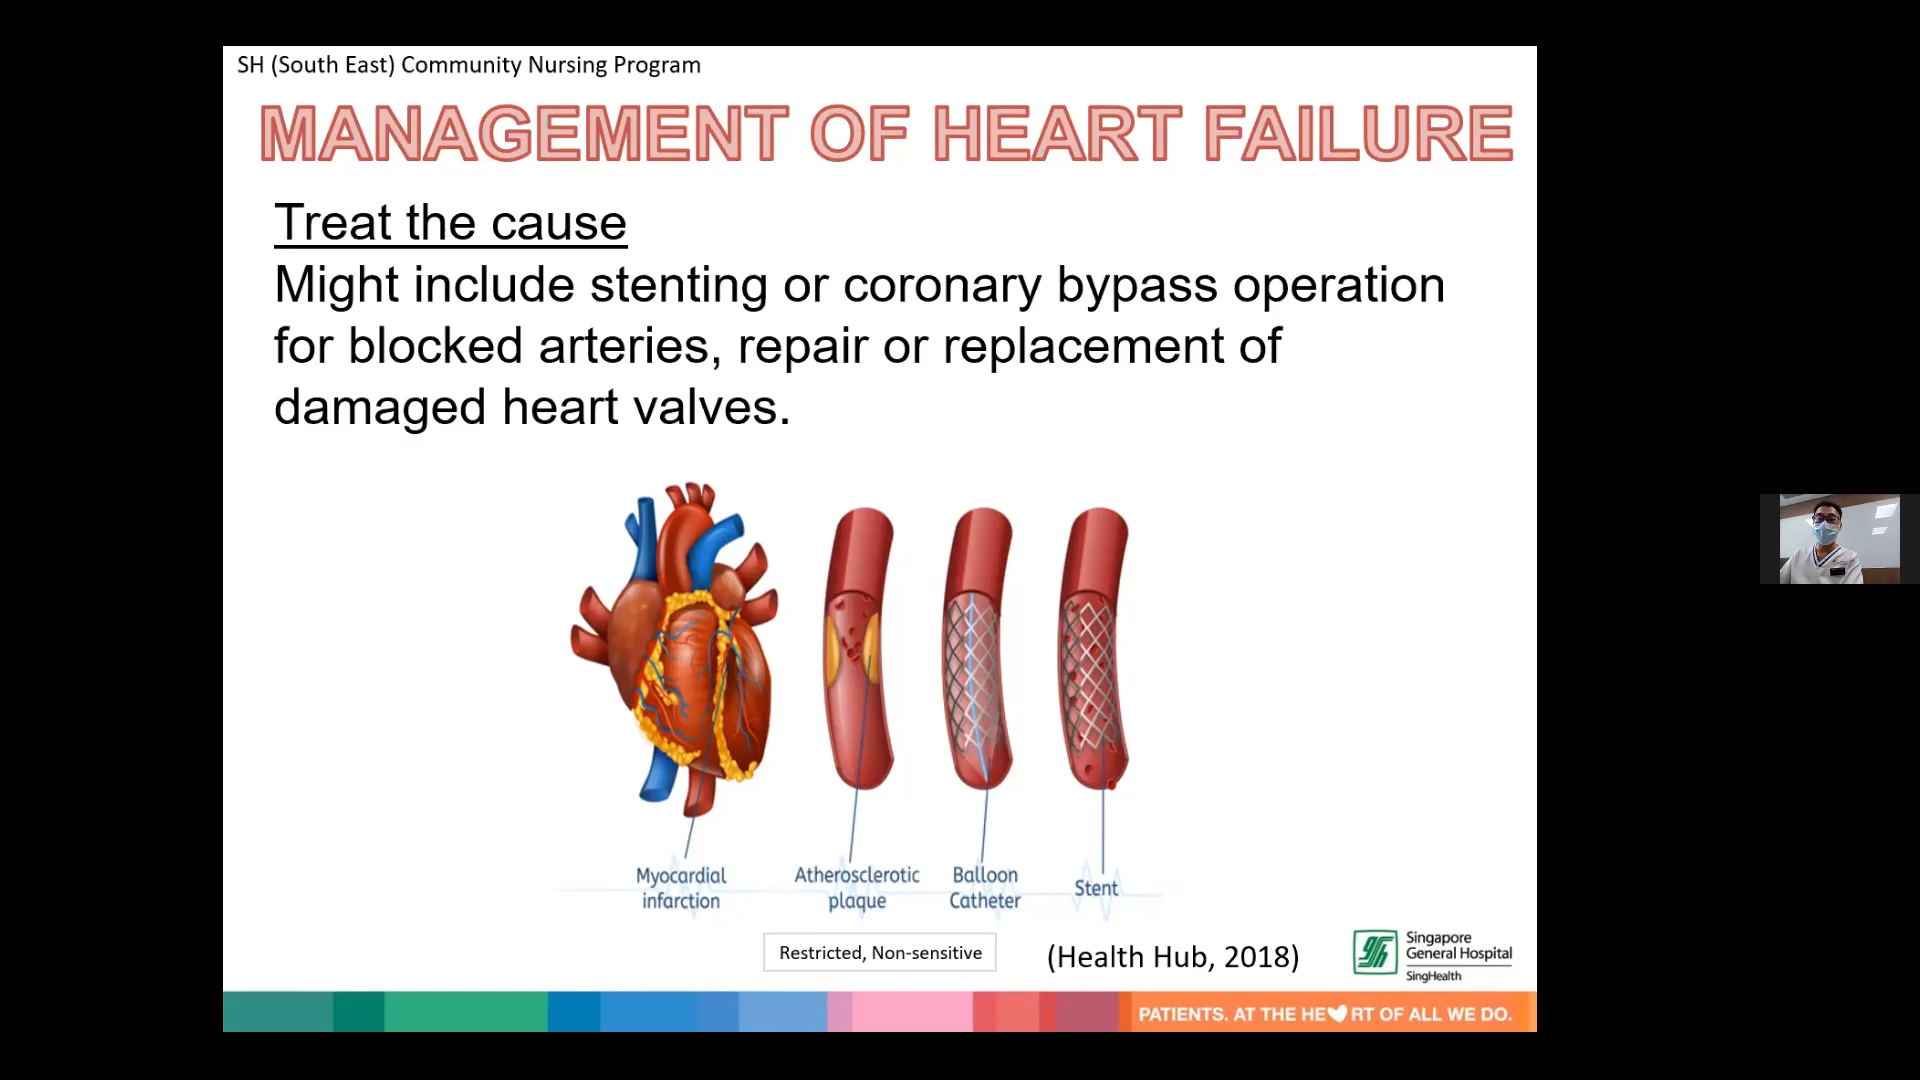 SH (South East) Community Nursing Program
MANAGEMENT OF HEART FAILURE
Treat the cause
Might include stenting or coronary bypass operation
for blocked arteries, repair or replacement of
damaged heart valves.
Myocardial
infarction
Atherosclerotic
plaque
Balloon
Catheter
Stent
Restricted, Non-sensitive
(Health Hub, 2018)
Singapore
General Hospital
SingHealth
PATIENTS. AT THE HE RT OF ALL WE DO.